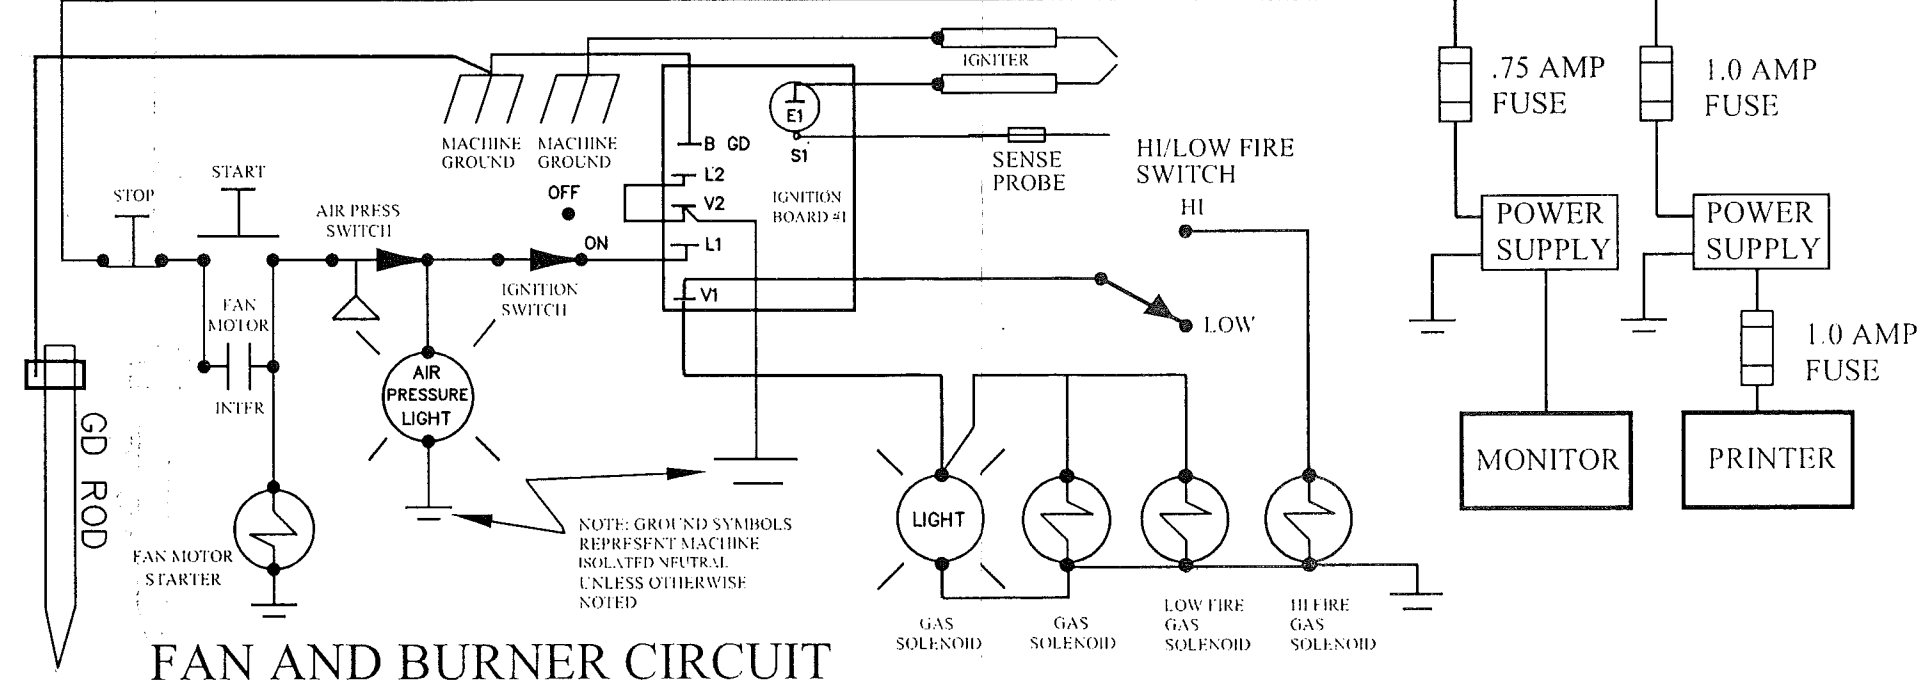 IGNITER
.75 AMP
FUSE
1.0 AMP
FUSE
MACHINE
GROUND
MACHINE
GROUND
E1
S1
B GD
L2
V2
L1
V1
IGNITION
BOARD #1
SENSE
PROBE
HI/LOW FIRE
SWITCH
HI
LOW
STOP
START
AIR PRESS
SWITCH
OFF
ON
IGNITION
SWITCH
FAN
MOTOR
INTER
POWER
SUPPLY
POWER
SUPPLY
1.0 AMP
FUSE
AIR
PRESSURE
LIGHT
GD ROD
MONITOR
PRINTER
LIGHT
FAN MOTOR
STARTER
NOTE: GROUND SYMBOLS
REPRESENT MACHINE
ISOLATED NEUTRAL
UNLESS OTHERWISE
NOTED
GAS
SOLENOID
GAS
SOLENOID
LOW FIRE
GAS
SOLENOID
HI FIRE
GAS
SOLENOID
FAN AND BURNER CIRCUIT